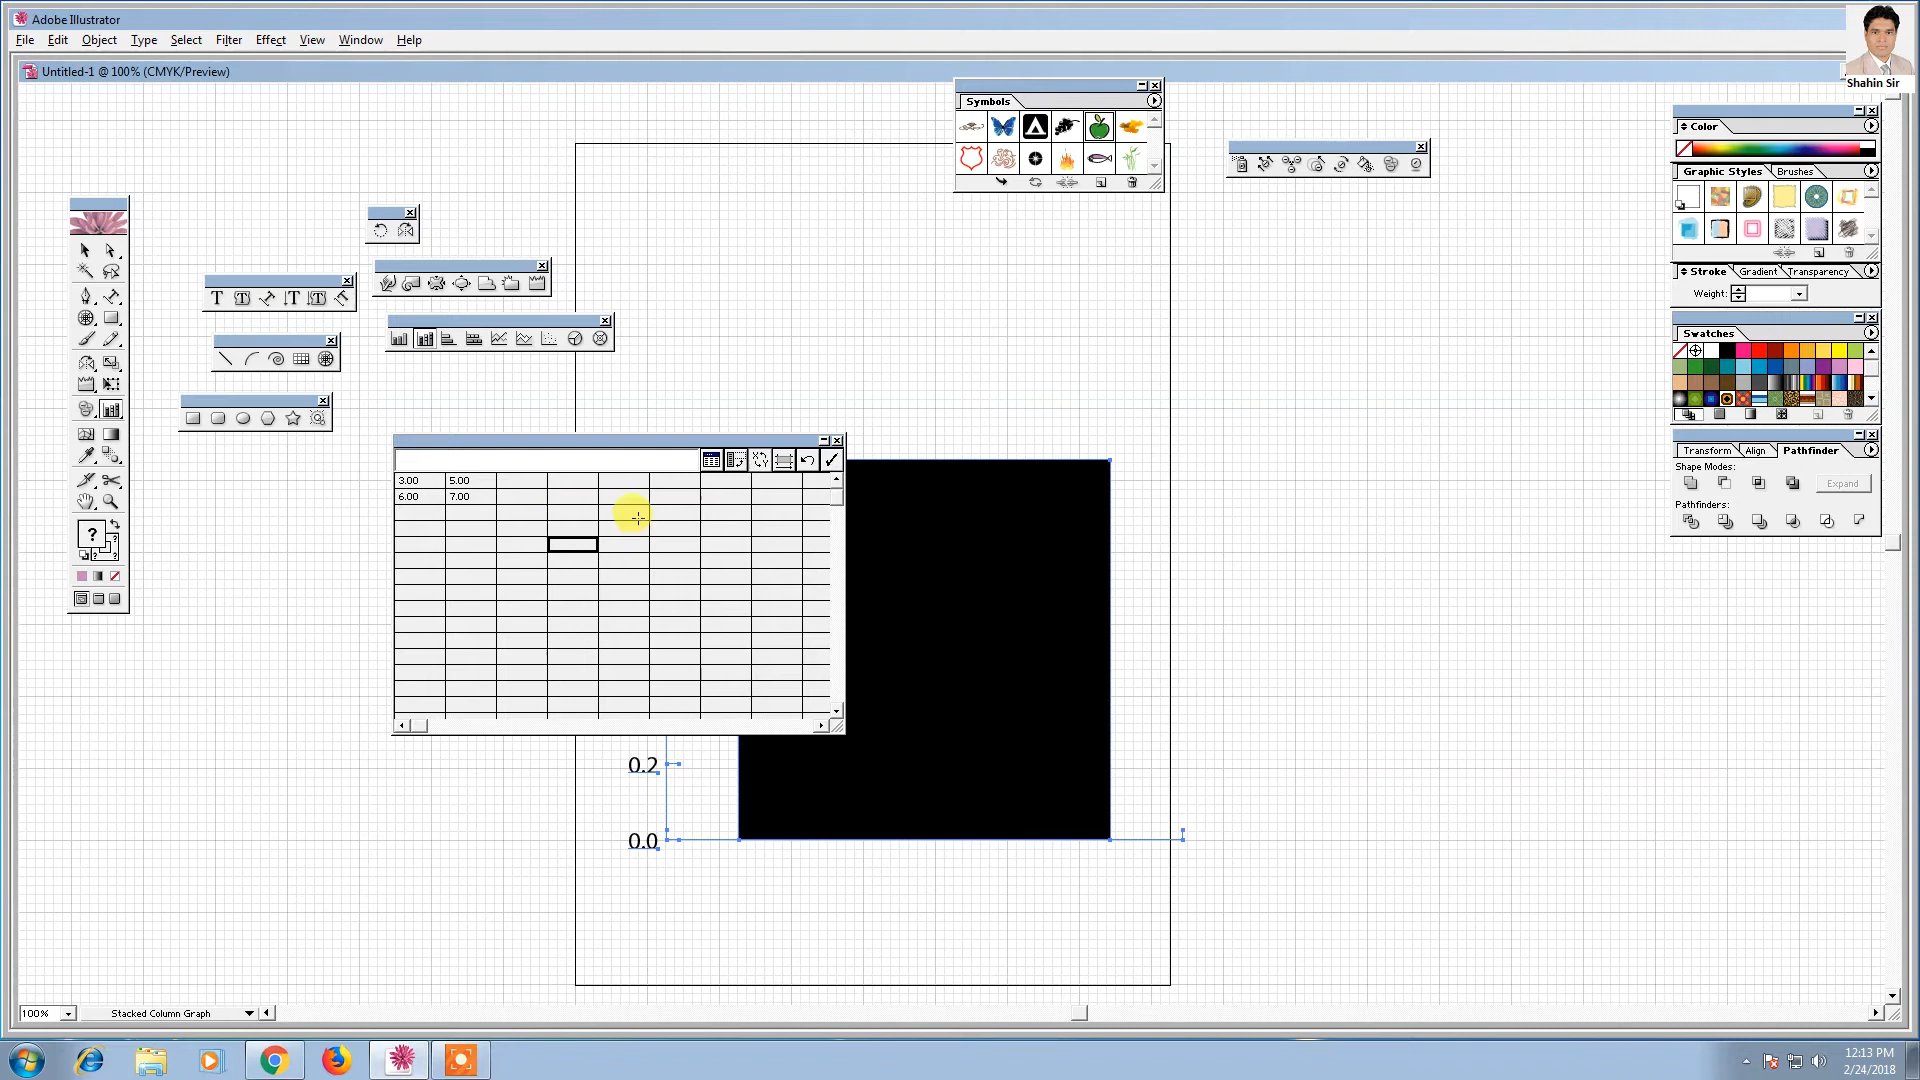 Adobe Illustrator
File Edit Object Type Select Filter Effect View Window Help
Shahin Sir
Untitled-1 @ 100% (CMYK/Preview)
Symbols
Color
Graphic Styles Brushes
Stroke Gradient Transparency
Weight:
Swatches
Transform Align Pathfinder
Shape Modes:
Expand
Pathfinders:
3.00 5.00
6.00 7.00
0.2
0.0
100% Stacked Column Graph
12:13 PM
2/24/2018